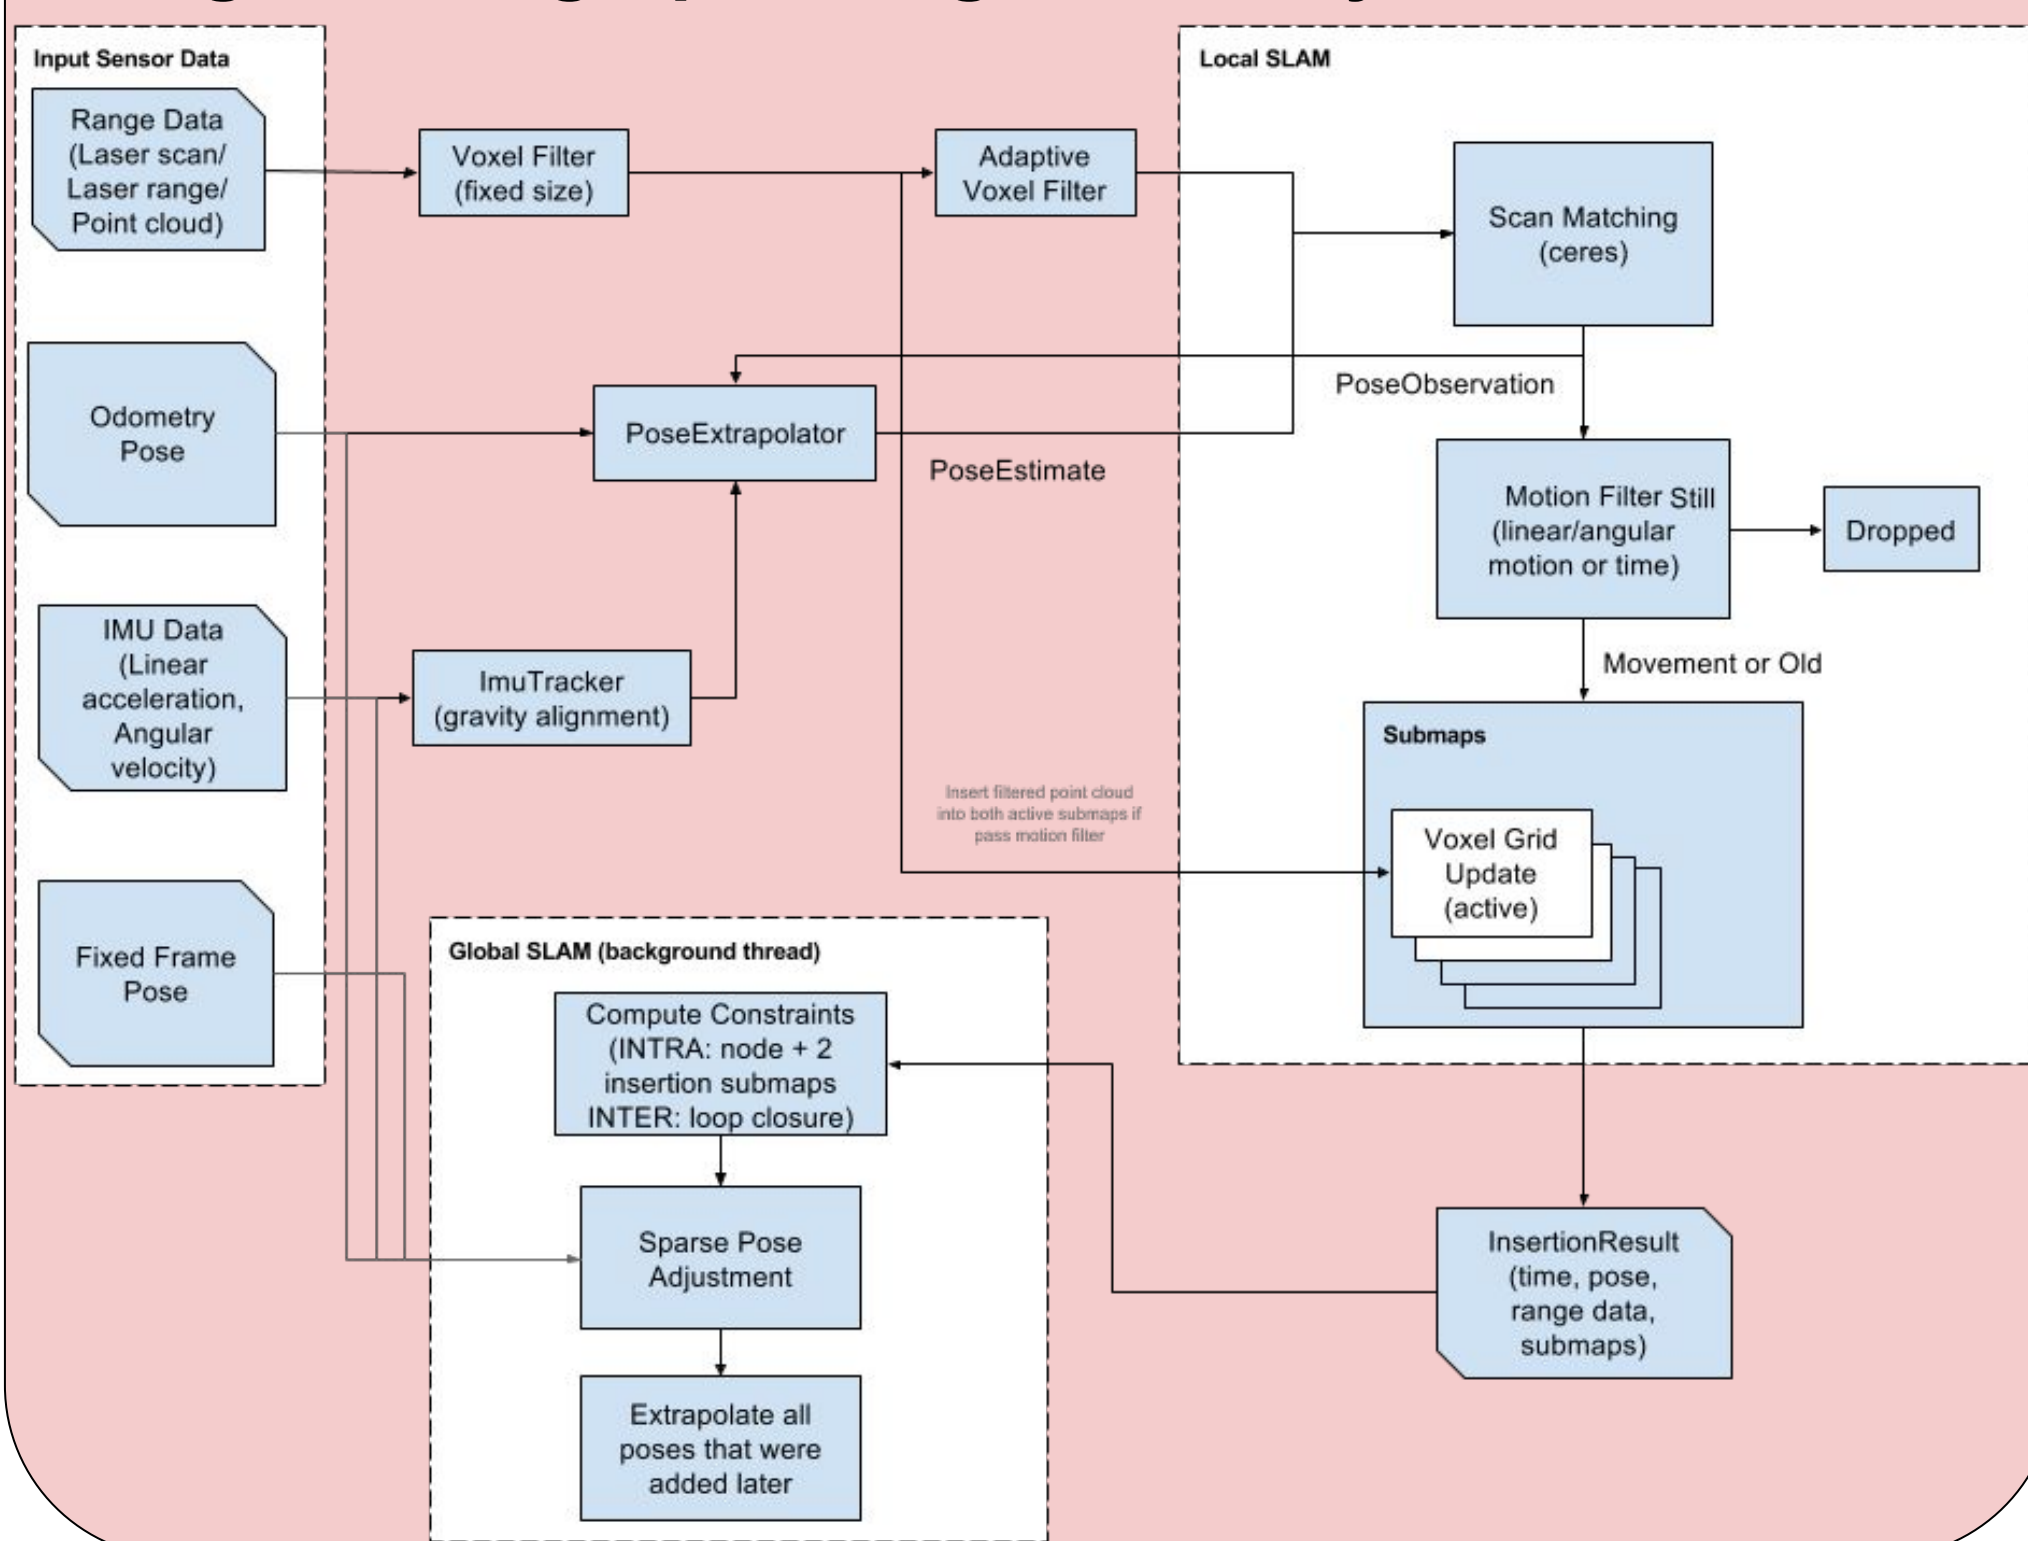 Input Sensor Data
Range Data
(Laser scan/
Laser range/
Point cloud)
Voxel Filter
(fixed size)
Adaptive
Voxel Filter
Local SLAM
Scan Matching
(ceres)
PoseObservation
Odometry
Pose
PoseExtrapolator
PoseEstimate
Motion Filter Still
(linear/angular
motion or time)
Dropped
IMU Data
(Linear
acceleration,
Angular
velocity)
ImuTracker
(gravity alignment)
Movement or Old
Submaps
Insert filtered point cloud
into both active submaps if
pass motion filter
Voxel Grid
Update
(active)
Fixed Frame
Pose
Global SLAM (background thread)
Compute Constraints
(INTRA: node + 2
insertion submaps
INTER: loop closure)
Sparse Pose
Adjustment
InsertionResult
(time, pose,
range data,
submaps)
Extrapolate all
poses that were
added later